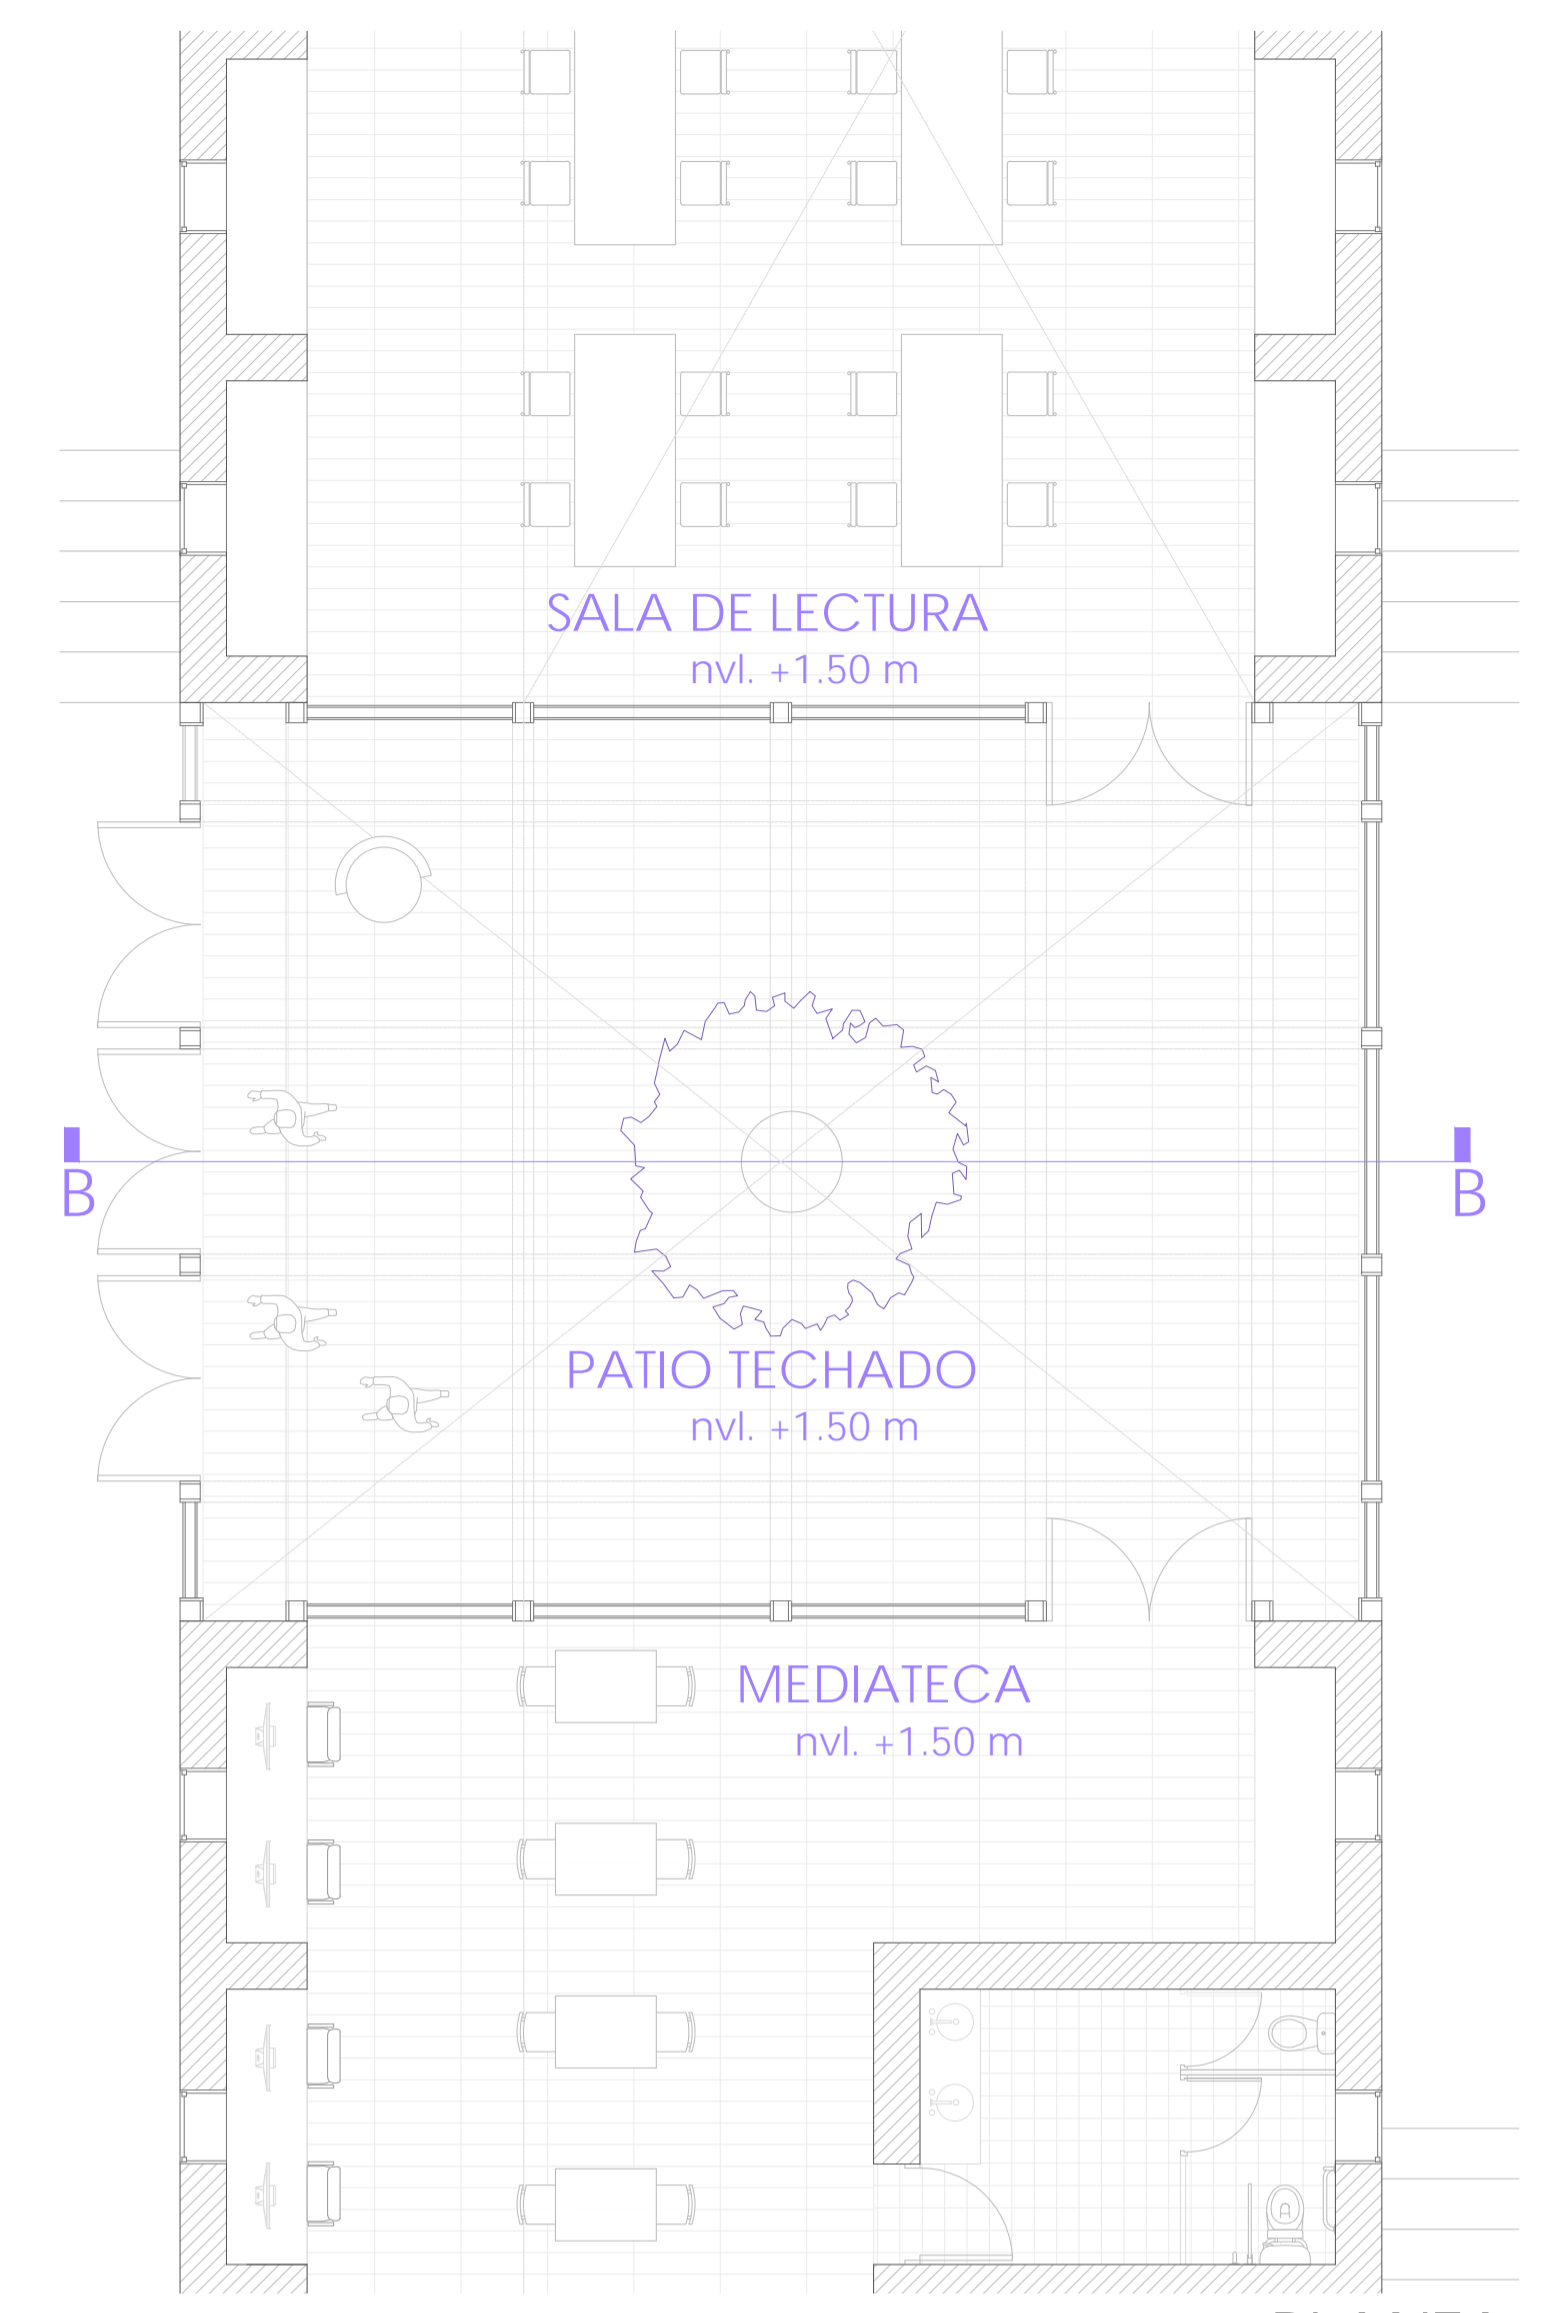 SALA DE LECTURA
nvl. +1.50 m
B
B
PATIO TECHADO
nvl. +1.50 m
MEDIATECA
nvl. +1.50 m